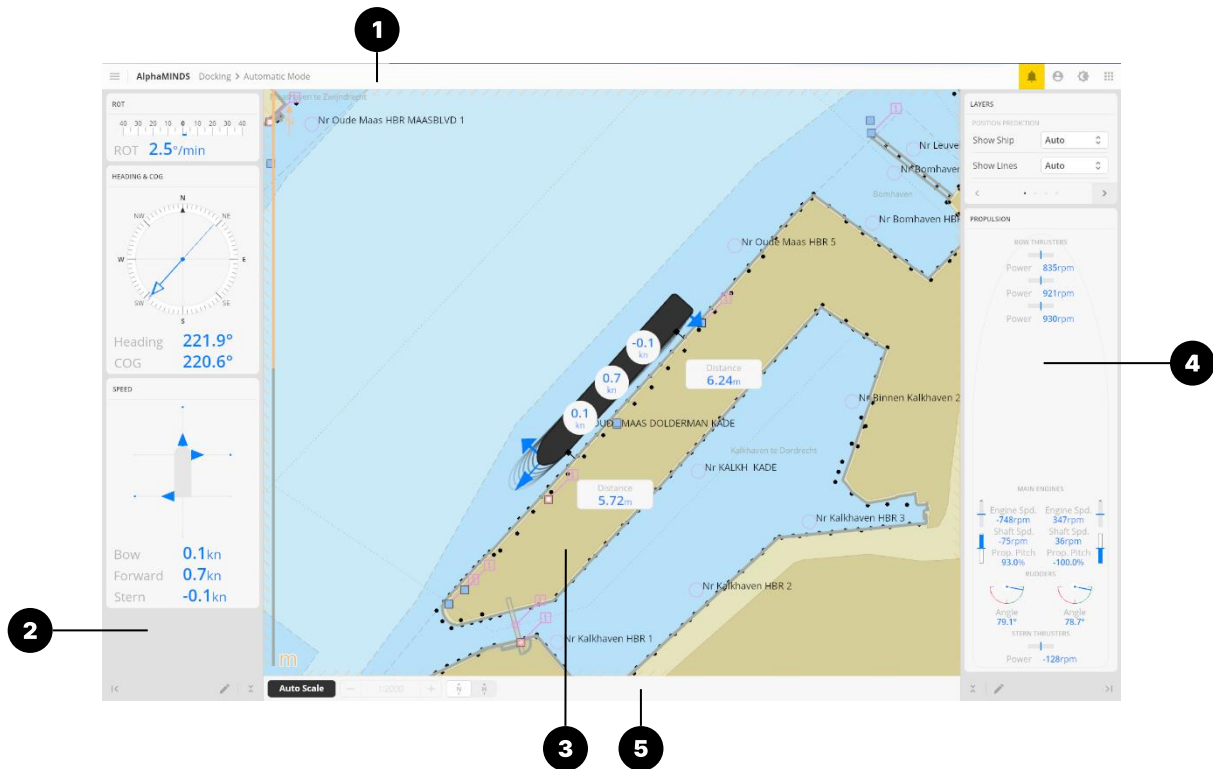 1
AlphaMINDS Docking > Automatic Mode
ROT
40 30 20 10 0 10 20 30 40
ROT 2.5°/min
HEADING & COG
N
NW NE
W E
SW SE
S
Heading 221.9°
COG 220.6°
SPEED
Bow 0.1kn
Forward 0.7kn
Stern -0.1kn
2
Nr Oude Maas HBR MAASBLVD 1
Nr Leuve
Nr Bomhaven
Bomhaven
Nr Bomhaven HBR
Nr Oude Maas HBR 5
-0.1
kn
0.7
kn
0.1
kn
Distance
6.24m
MAAS DOLDERMAN KADE
Nr Binnen Kalkhaven 2
Kalkhaven te Dordrecht
Nr KALKH KADE
Distance
5.72m
Nr Kalkhaven HBR 3
Nr Kalkhaven HBR 2
Nr Kalkhaven HBR 1
m
Auto Scale − 1:2000 + N H
3
5
LAYERS
POSITION PREDICTION
Show Ship Auto
Show Lines Auto
PROPULSION
BOW THRUSTERS
Power 835rpm
Power 921rpm
Power 930rpm
4
MAIN ENGINES
Engine Spd. Engine Spd.
-748rpm 347rpm
Shaft Spd. Shaft Spd.
-75rpm 36rpm
Prop. Pitch Prop. Pitch
93.0% -100.0%
RUDDERS
Angle Angle
79.1° 78.7°
STERN THRUSTERS
Power -128rpm